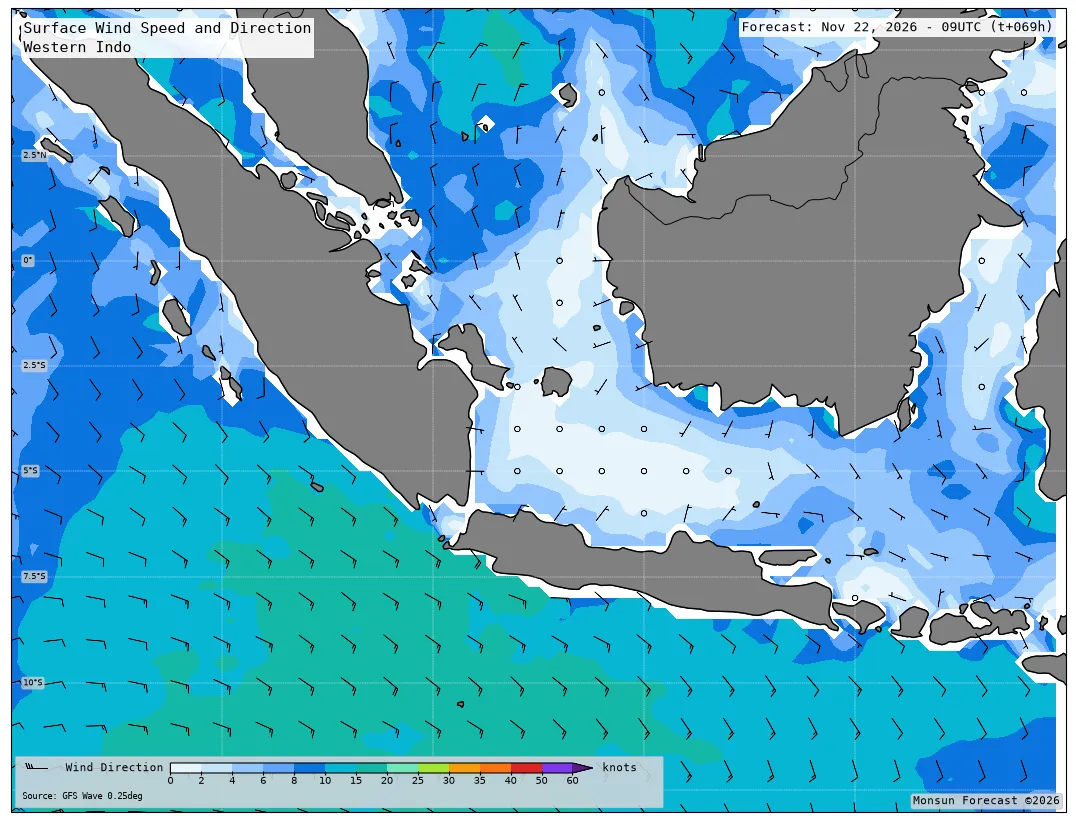 Surface Wind Speed and Direction
Western Indo
Forecast: Nov 22, 2026 - 09UTC (t+069h)
2.5°N
0°
2.5°S
5°S
7.5°S
10°S
Wind Direction
0 2 4 6 8 10 15 20 25 30 40 50 60
knots
Source: GFS Wave 0.25deg
Monsun Forecast ©2026